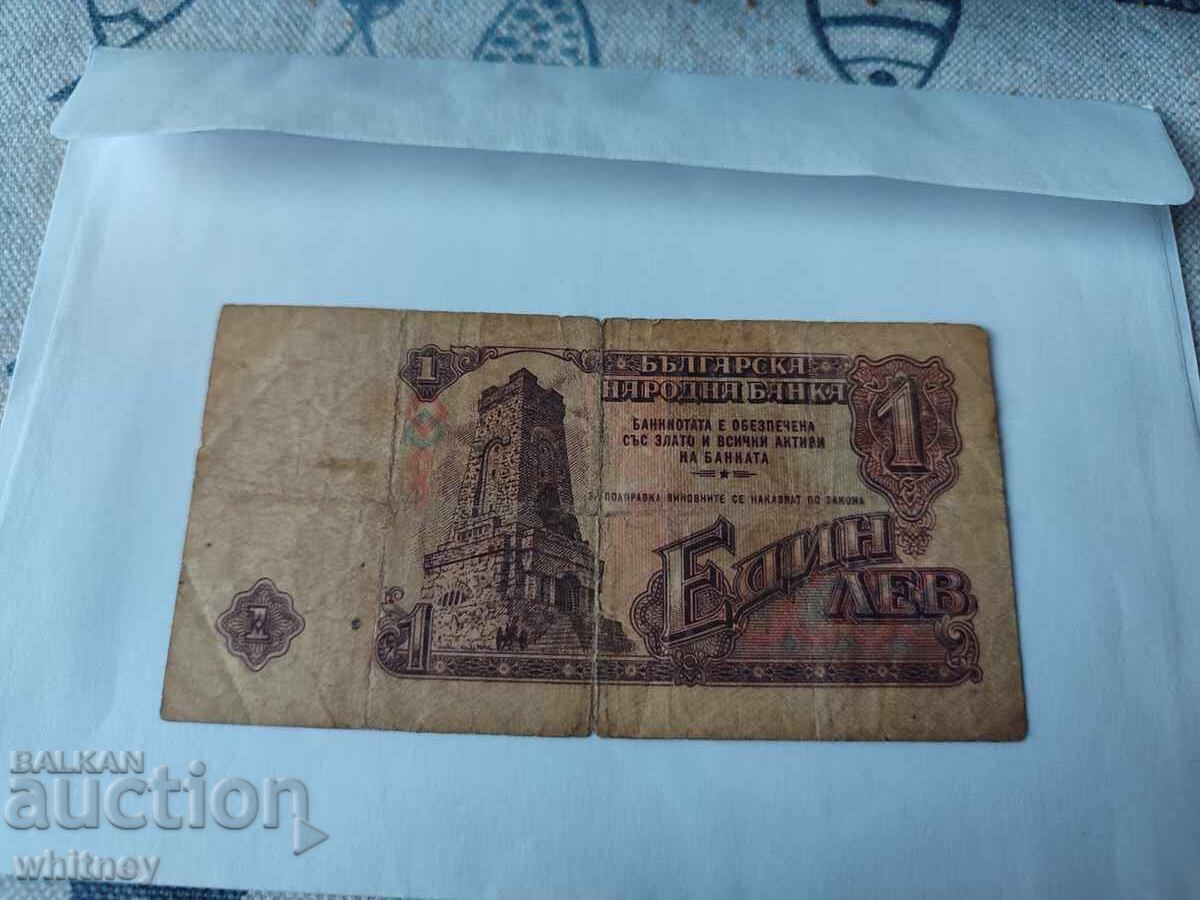 1
БЪЛГАРСКА
НАРОДНА БАНКА
1
БАНКНОТАТА Е ОБЕЗПЕЧЕНА
СЪС ЗЛАТО И ВСИЧКИ АКТИВИ
НА БАНКАТА
ЗА ПОДПРАВКА ВИНОВНИТЕ СЕ НАКАЗВАТ ПО ЗАКОНА
ЕДИН
ЛЕВ
1
1
BALKAN
auction
whitney